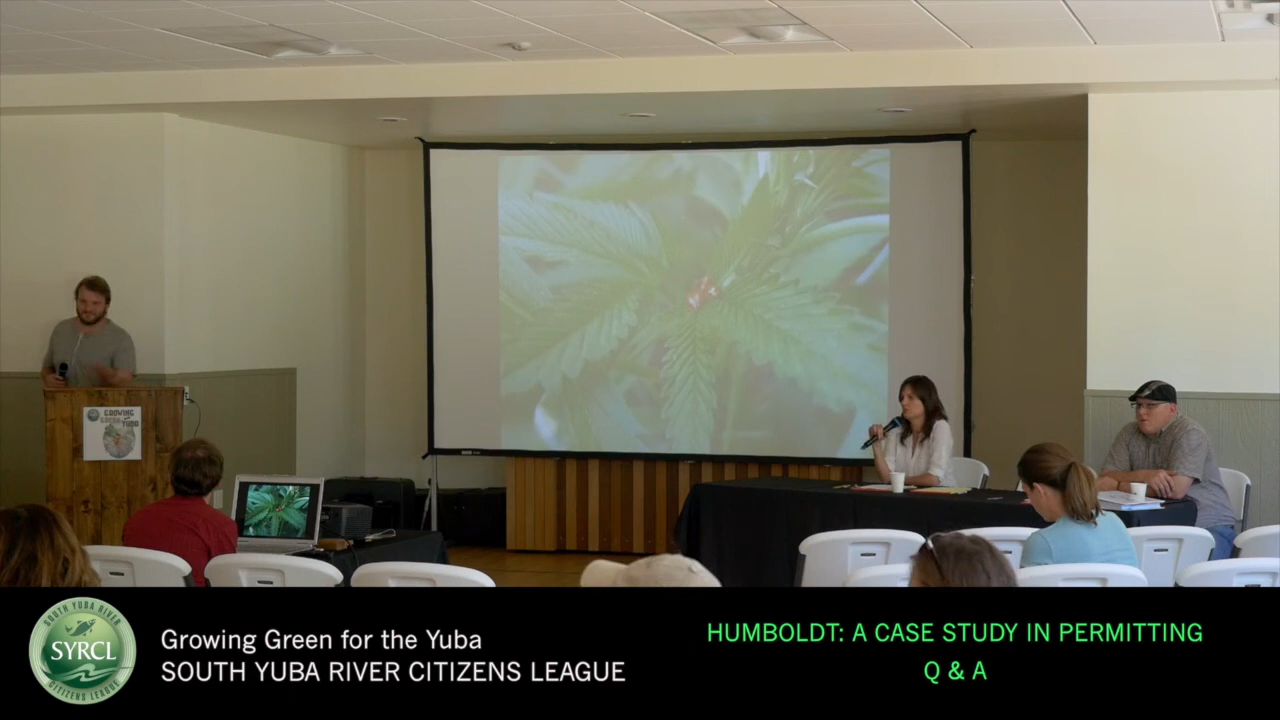 GROWING
GREEN
YUBA
SOUTH YUBA RIVER
SYRCL
CITIZENS LEAGUE
Growing Green for the Yuba
SOUTH YUBA RIVER CITIZENS LEAGUE
HUMBOLDT: A CASE STUDY IN PERMITTING
Q & A